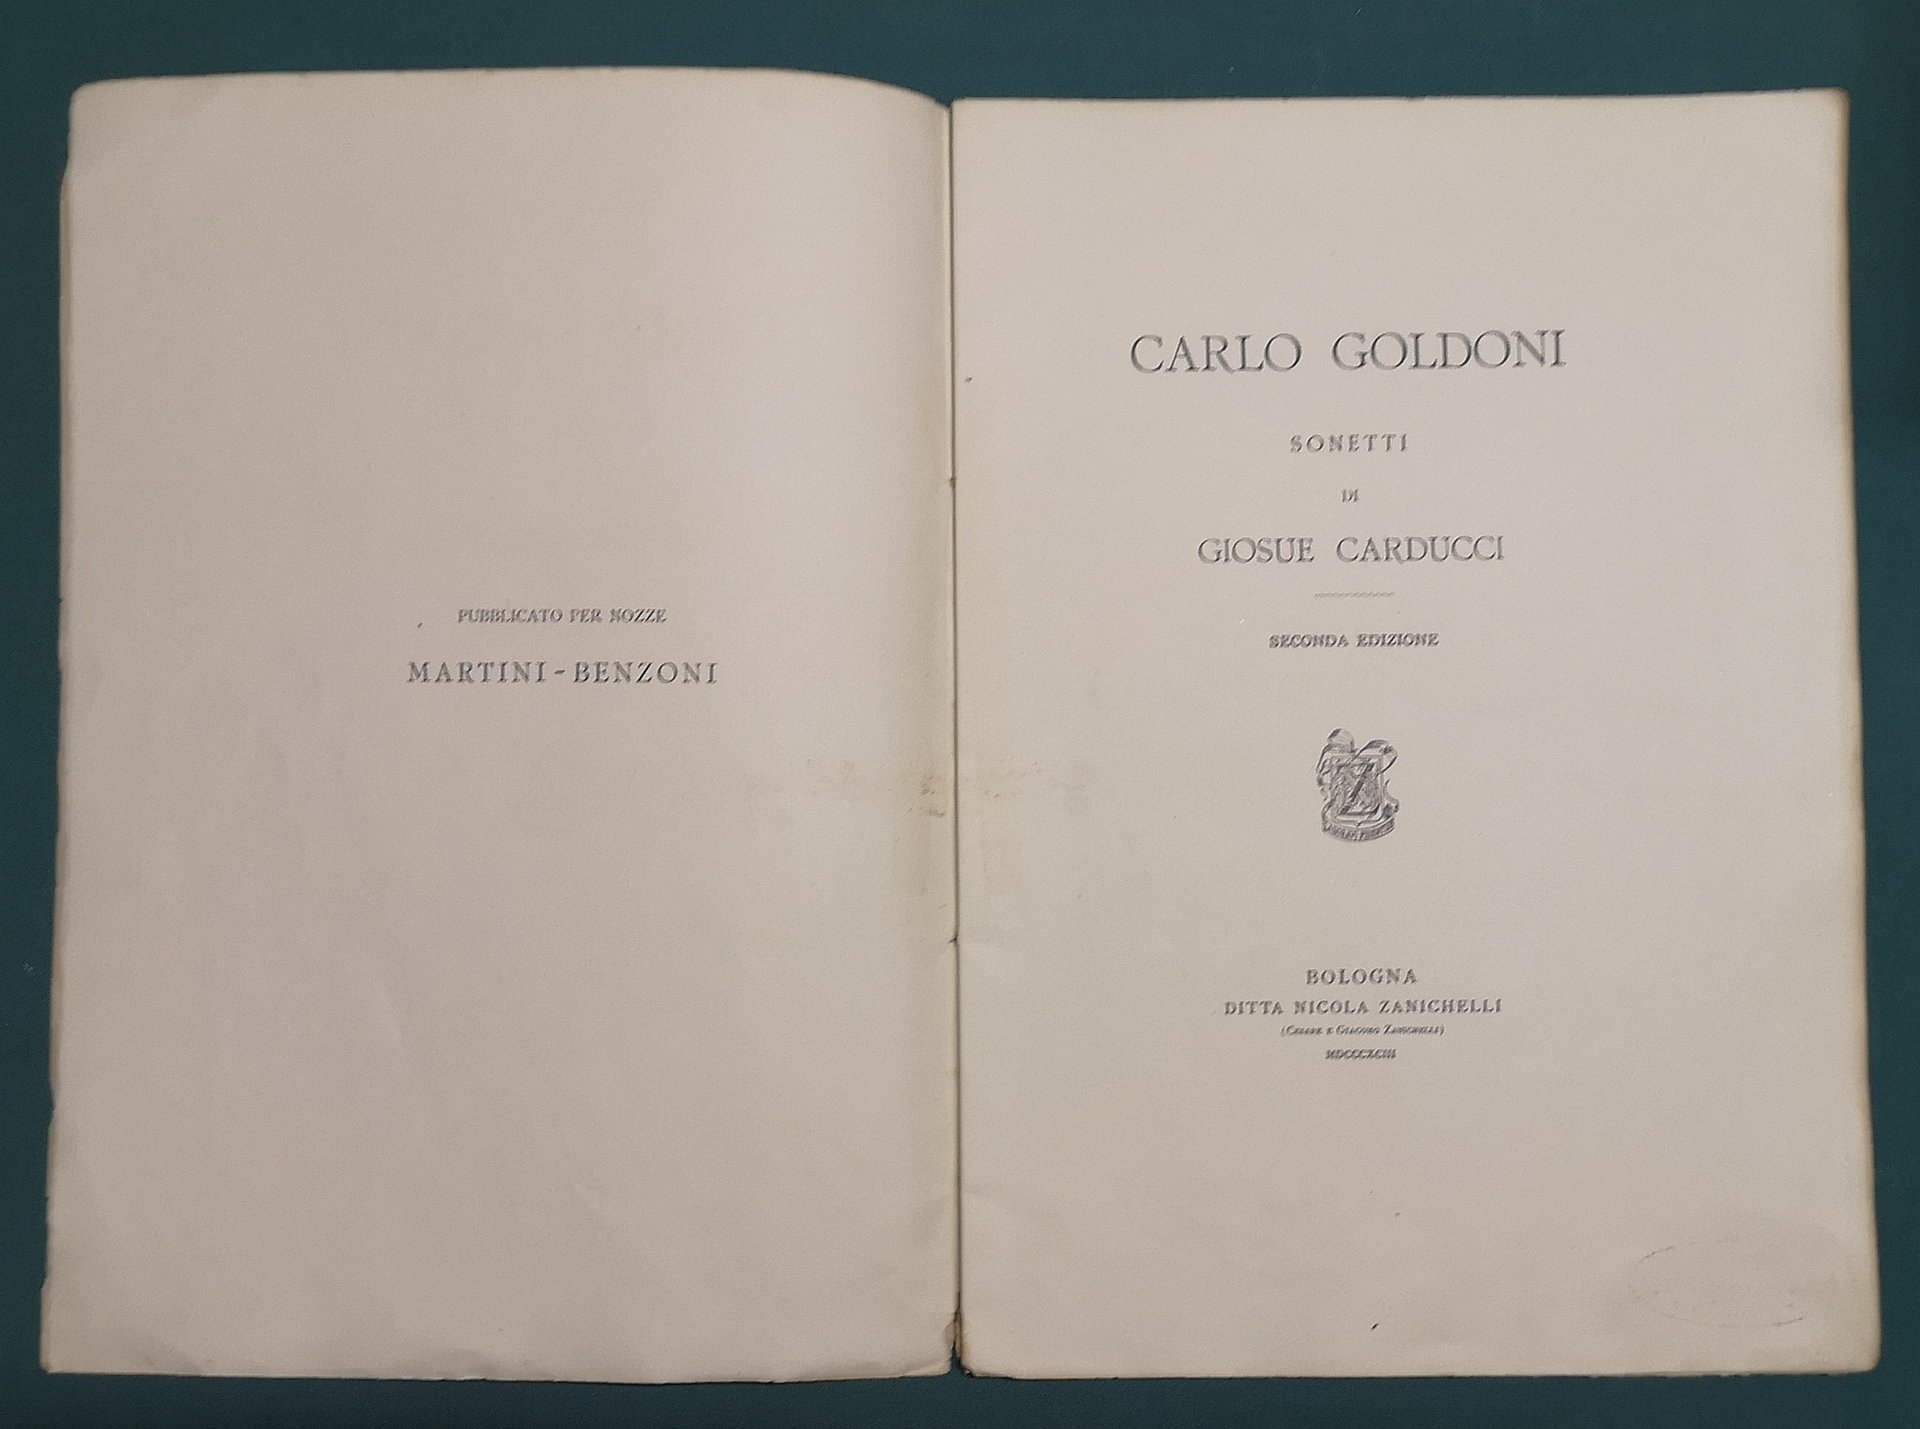 PUBBLICATO PER NOZZE
MARTINI - BENZONI
CARLO GOLDONI
SONETTI
DI
GIOSUE CARDUCCI
SECONDA EDIZIONE
Z
BOLOGNA
DITTA NICOLA ZANICHELLI
(CESARE E GIACOMO ZANICHELLI)
MDCCCXCIII